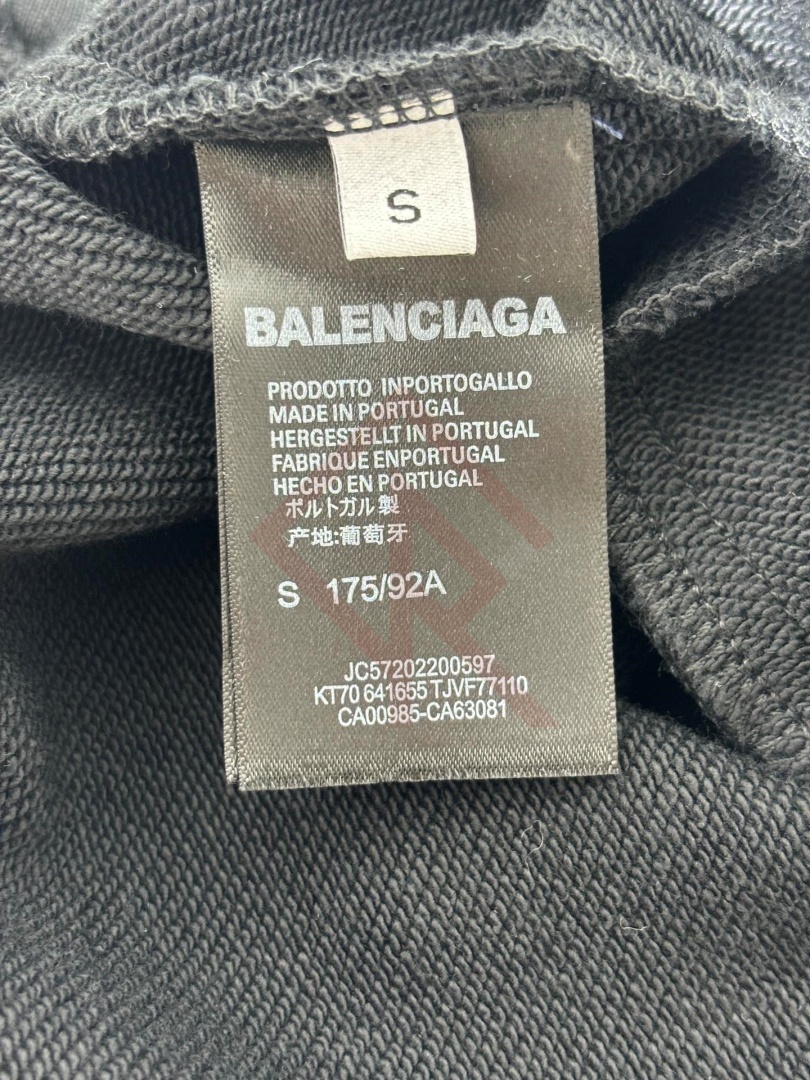 S
BALENCIAGA
PRODOTTO INPORTOGALLO
MADE IN PORTUGAL
HERGESTELLT IN PORTUGAL
FABRIQUE ENPORTUGAL
HECHO EN PORTUGAL
ポルトガル製
产地:葡萄牙
S 175/92A
JC57202200597
KT70 641655 TJVF77110
CA00985-CA63081